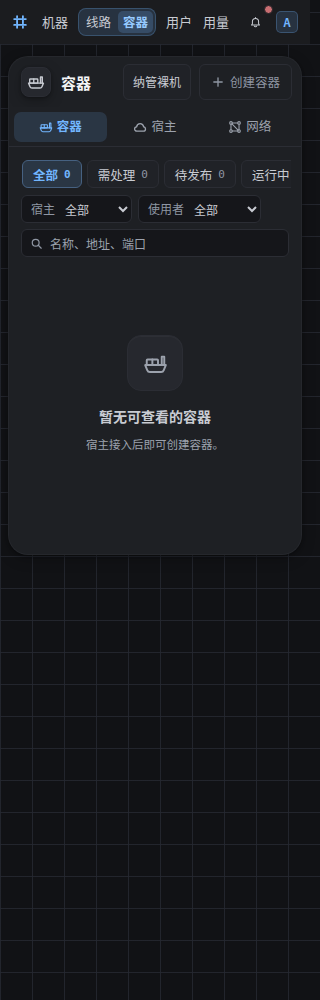 机器 线路 容器 用户 用量 A
容器 纳管裸机 创建容器
容器 宿主 网络
全部 0 需处理 0 待发布 0 运行中
宿主 全部 使用者 全部
名称、地址、端口
暂无可查看的容器
宿主接入后即可创建容器。